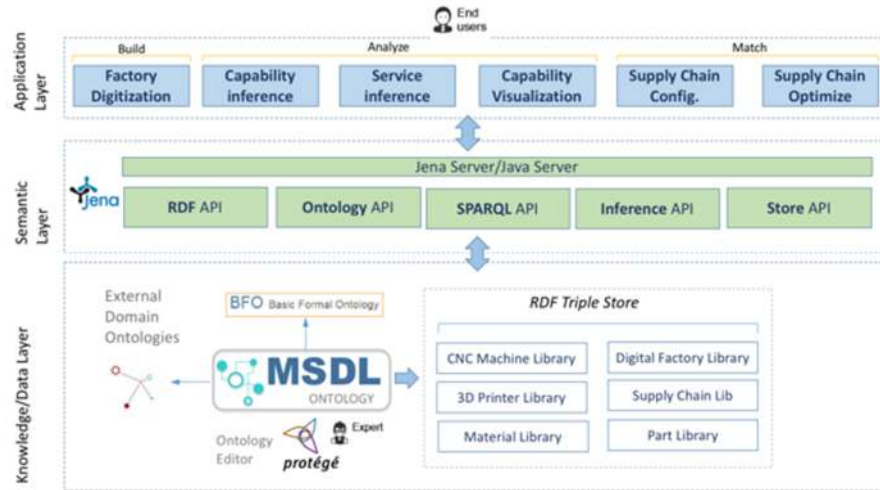 End
users
Build
Analyze
Match
Application
Layer
Factory
Digitization
Capability
inference
Service
inference
Capability
Visualization
Supply Chain
Config.
Supply Chain
Optimize
Semantic
Layer
Jena
Jena Server/Java Server
RDF API
Ontology API
SPARQL API
Inference API
Store API
Knowledge/Data Layer
External
Domain
Ontologies
BFO Basic Formal Ontology
MSDL
ONTOLOGY
Ontology
Editor
protégé
Expert
RDF Triple Store
CNC Machine Library
Digital Factory Library
3D Printer Library
Supply Chain Lib
Material Library
Part Library